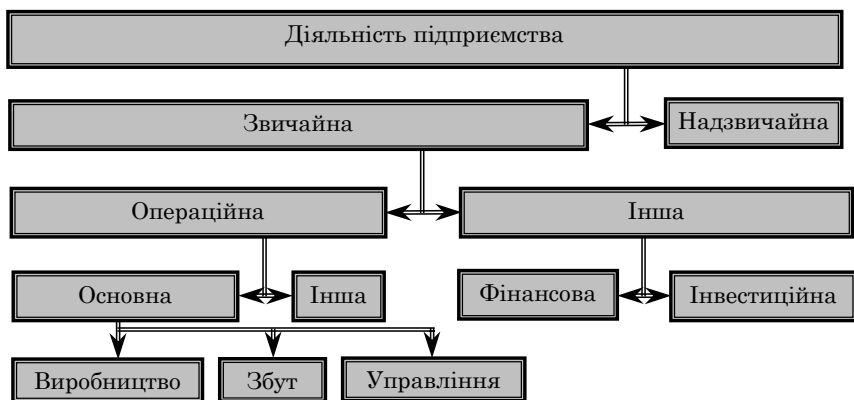 Діяльність підприємства
Звичайна
Надзвичайна
Операційна
Інша
Основна
Інша
Фінансова
Інвестиційна
Виробництво
Збут
Управління